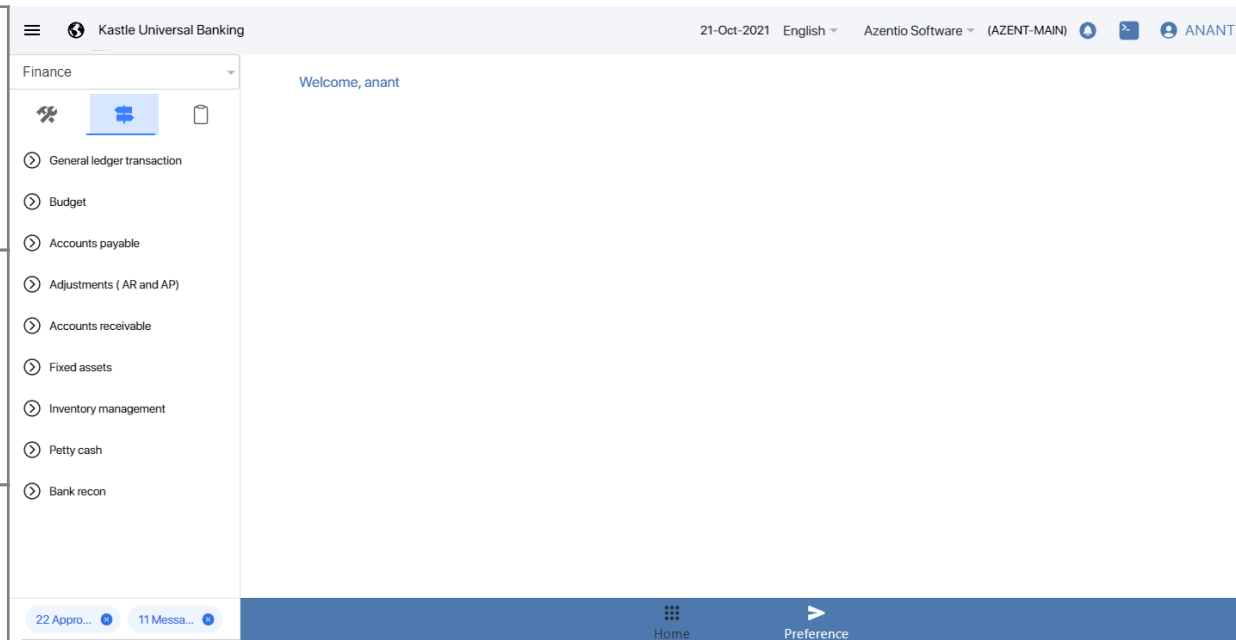 Kastle Universal Banking 21-Oct-2021 English Azentio Software (AZENT-MAIN) ANANT
Finance
Welcome, anant
General ledger transaction
Budget
Accounts payable
Adjustments ( AR and AP)
Accounts receivable
Fixed assets
Inventory management
Petty cash
Bank recon
22 Appro... 11 Messa...
Home Preference